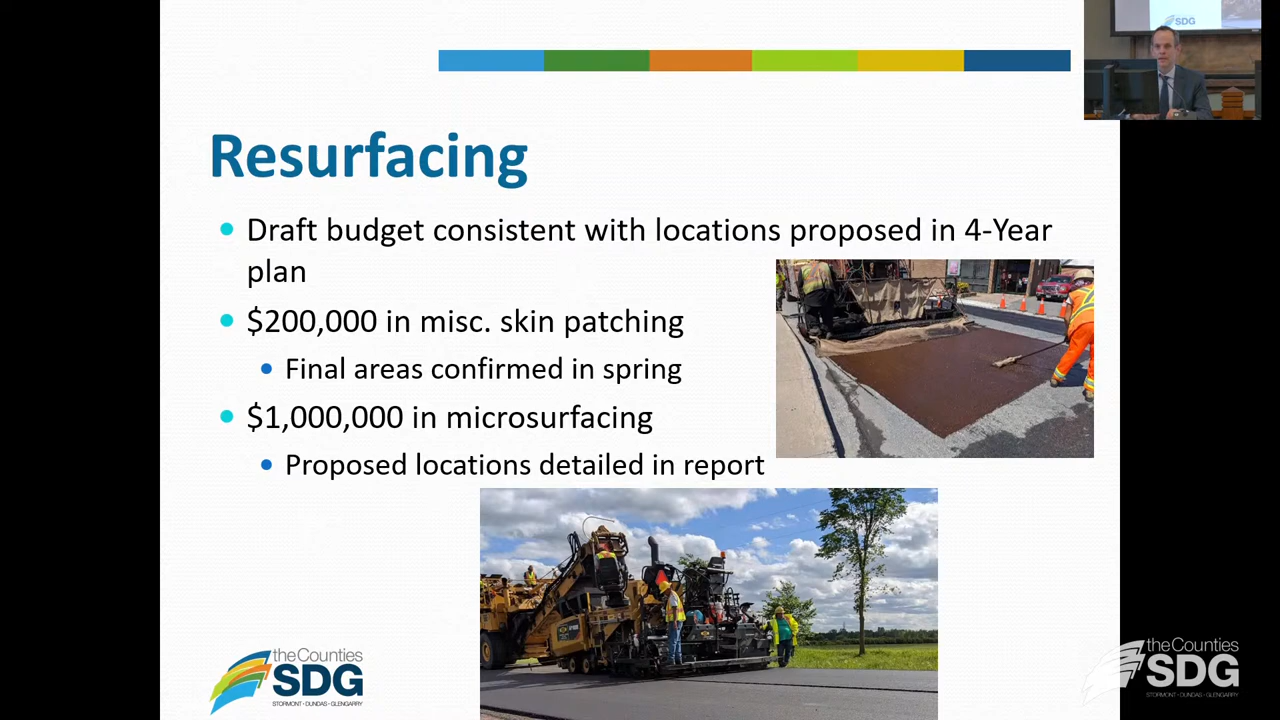 SDG
Resurfacing
Draft budget consistent with locations proposed in 4-Year
plan
$200,000 in misc. skin patching
Final areas confirmed in spring
$1,000,000 in microsurfacing
Proposed locations detailed in report
the Counties
SDG
STORMONT • DUNDAS • GLENGARRY
the Counties
SDG
STORMONT • DUNDAS • GLENGARRY